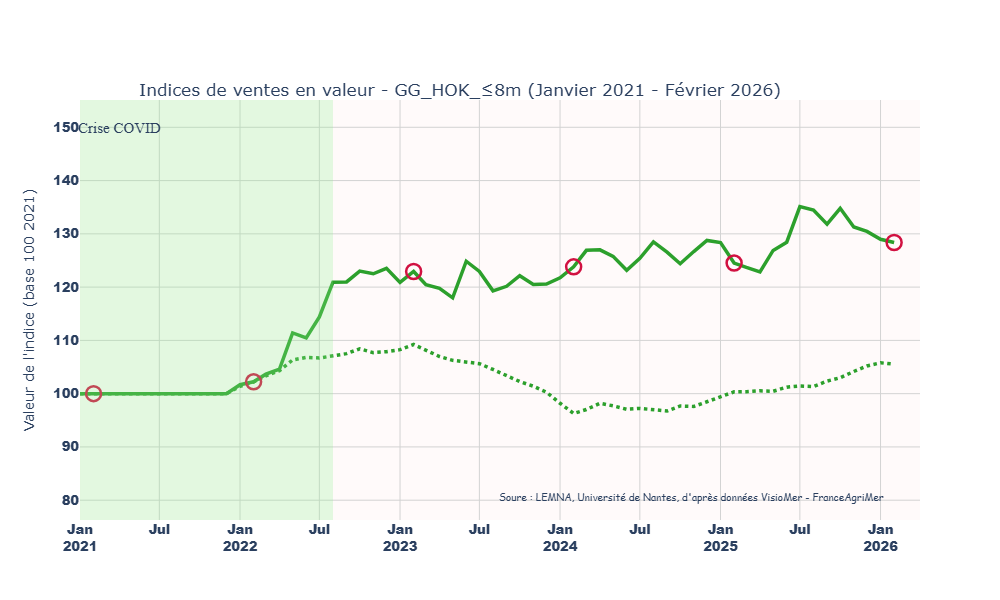 Indices de ventes en valeur - GG_HOK_≤8m (Janvier 2021 - Février 2026)
Crise COVID
Valeur de l'indice (base 100 2021)
150
140
130
120
110
100
90
80
Soure : LEMNA, Université de Nantes, d'après données VisioMer - FranceAgriMer
Jan Jul Jan Jul Jan Jul Jan Jul Jan Jul Jan
2021 2022 2023 2024 2025 2026